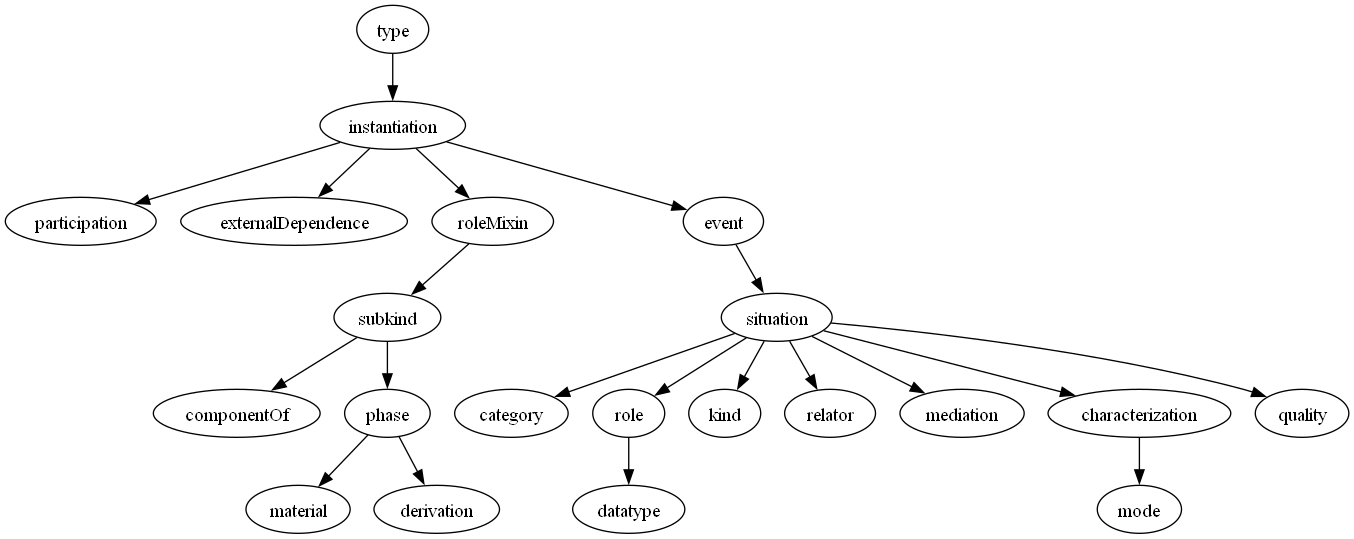 type
instantiation
participation
externalDependence
roleMixin
event
subkind
situation
componentOf
phase
category
role
kind
relator
mediation
characterization
quality
material
derivation
datatype
mode